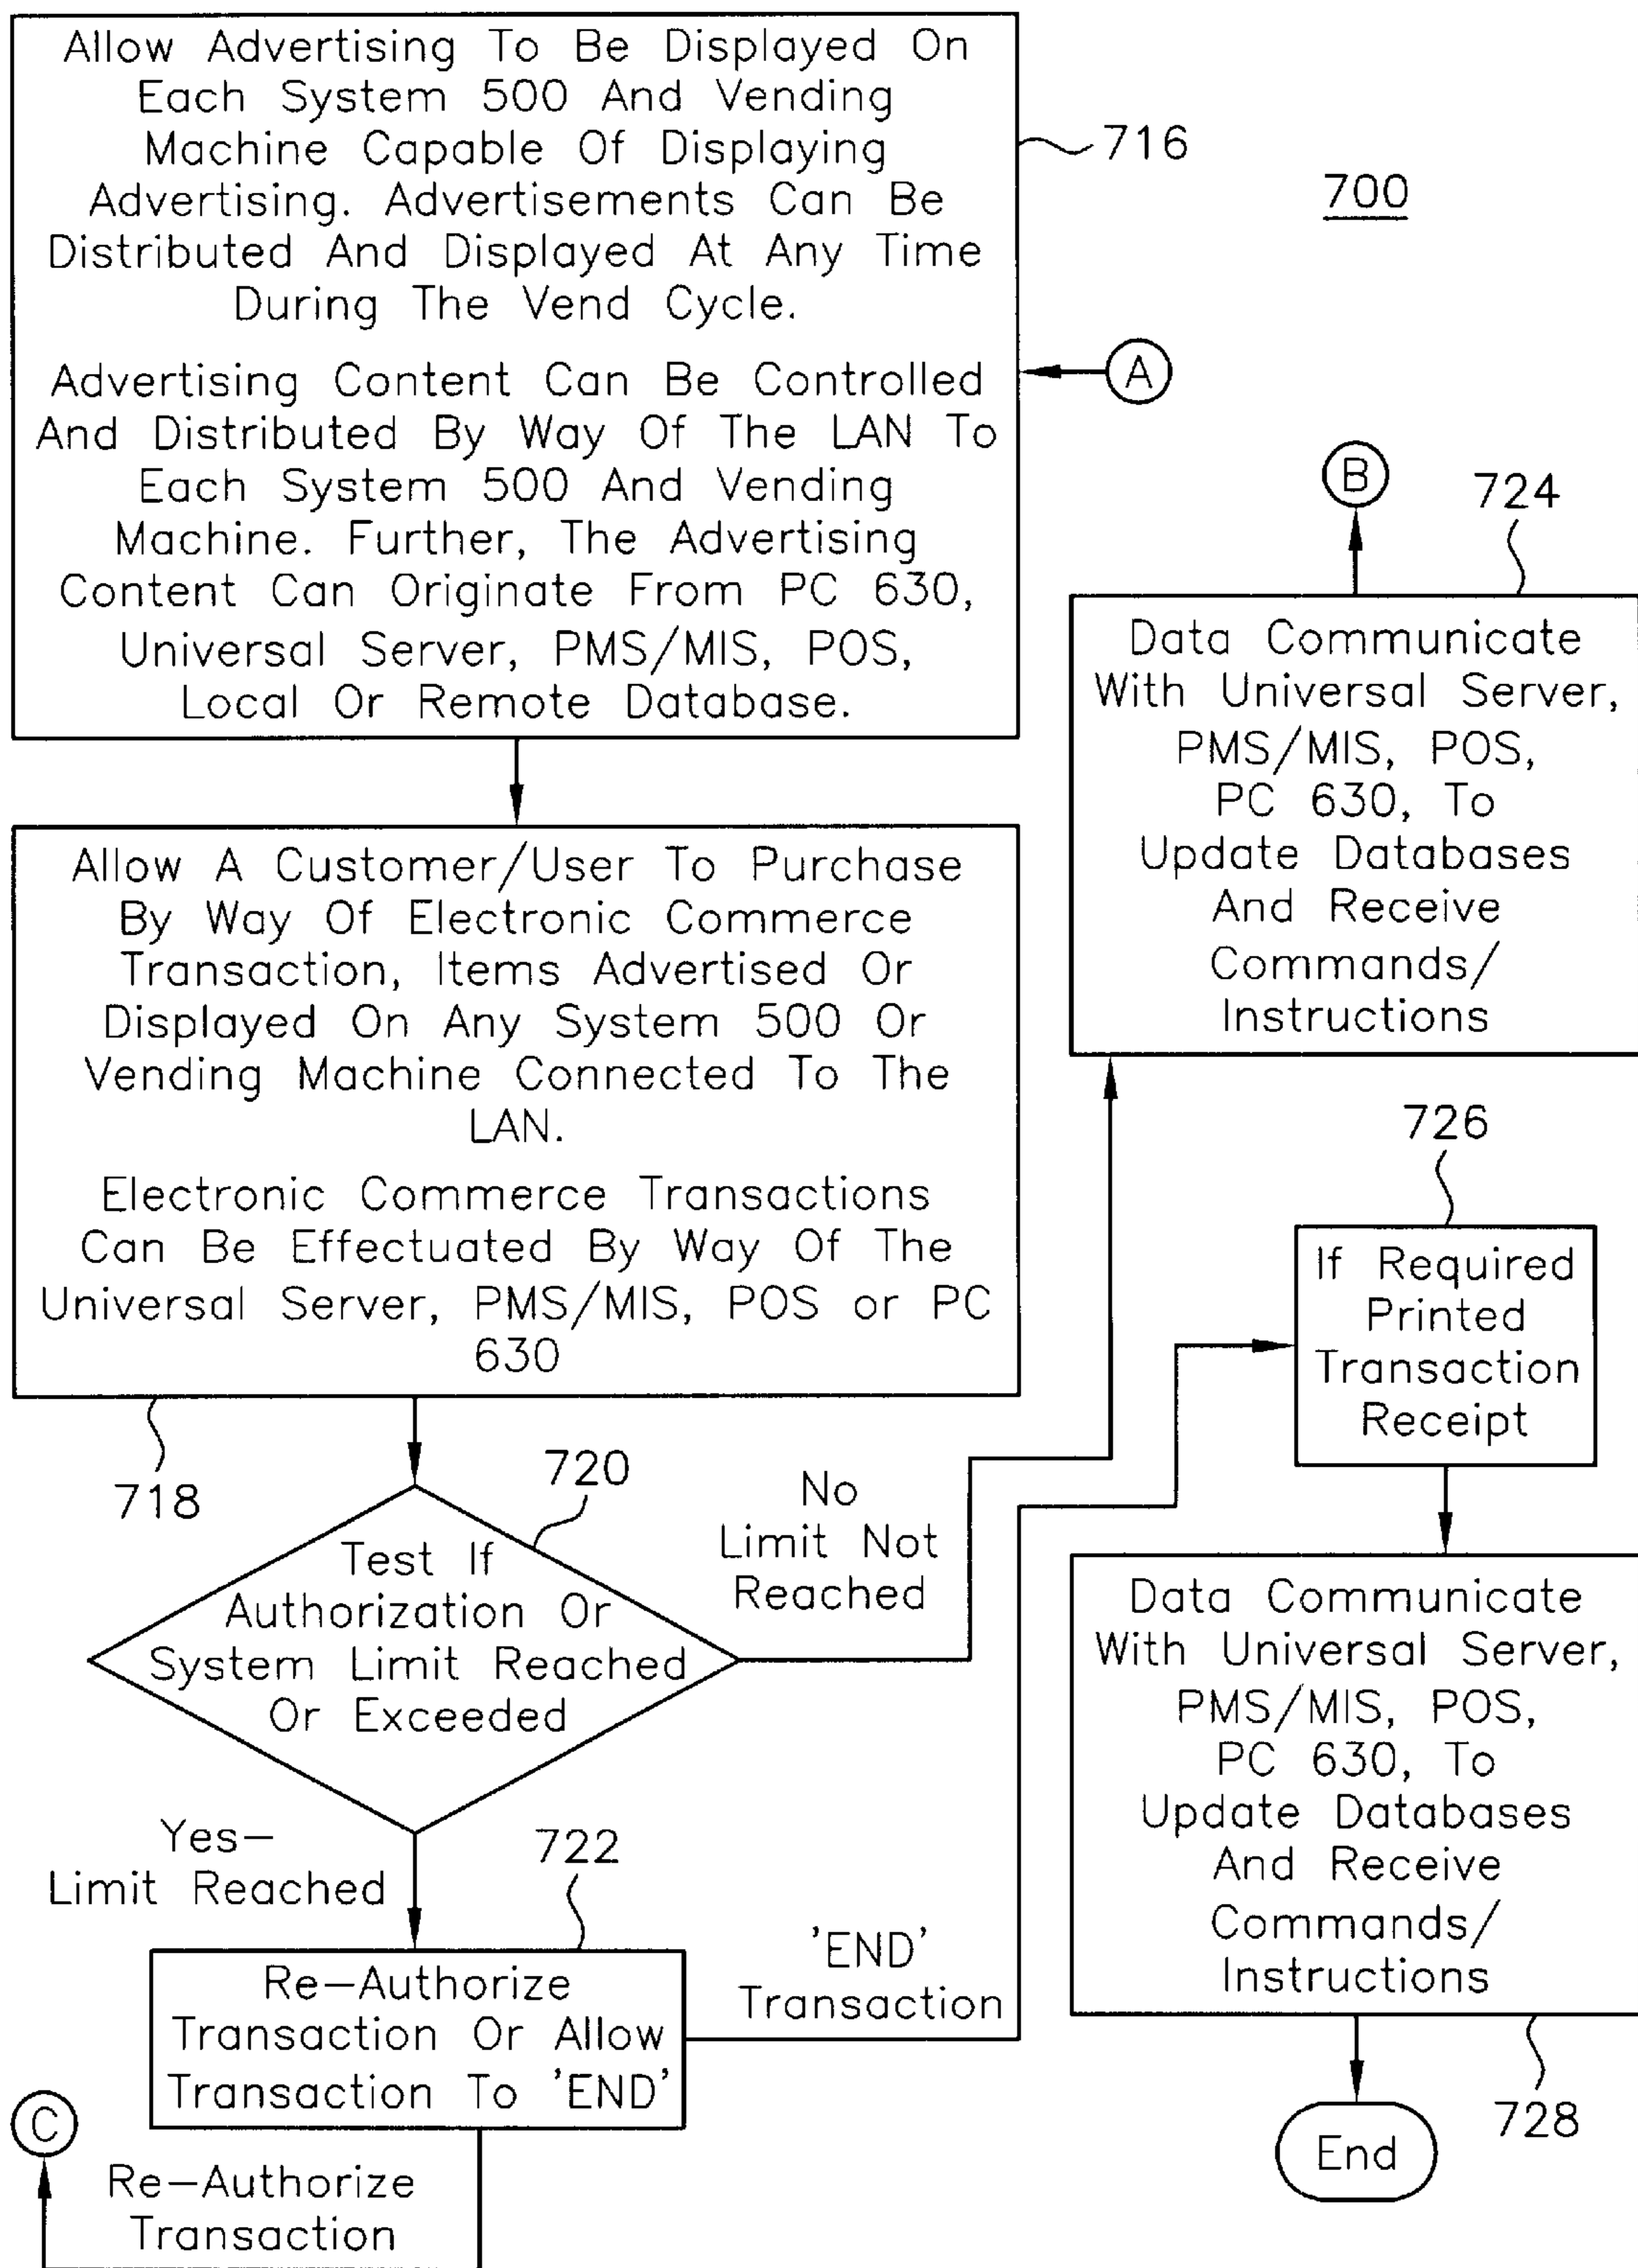 Allow Advertising To Be Displayed On
Each System 500 And Vending
Machine Capable Of Displaying
Advertising. Advertisements Can Be
Distributed And Displayed At Any Time
During The Vend Cycle.
Advertising Content Can Be Controlled
And Distributed By Way Of The LAN To
Each System 500 And Vending
Machine. Further, The Advertising
Content Can Originate From PC 630,
Universal Server, PMS/MIS, POS,
Local Or Remote Database.
716
700
A
Allow A Customer/User To Purchase
By Way Of Electronic Commerce
Transaction, Items Advertised Or
Displayed On Any System 500 Or
Vending Machine Connected To The
LAN.
Electronic Commerce Transactions
Can Be Effectuated By Way Of The
Universal Server, PMS/MIS, POS or PC
630
718
720
Test If
Authorization Or
System Limit Reached
Or Exceeded
No
Limit Not
Reached
Yes-
Limit Reached
722
Re-Authorize
Transaction Or Allow
Transaction To 'END'
'END'
Transaction
C
Re-Authorize
Transaction
B
724
Data Communicate
With Universal Server,
PMS/MIS, POS,
PC 630, To
Update Databases
And Receive
Commands/
Instructions
726
If Required
Printed
Transaction
Receipt
Data Communicate
With Universal Server,
PMS/MIS, POS,
PC 630, To
Update Databases
And Receive
Commands/
Instructions
728
End